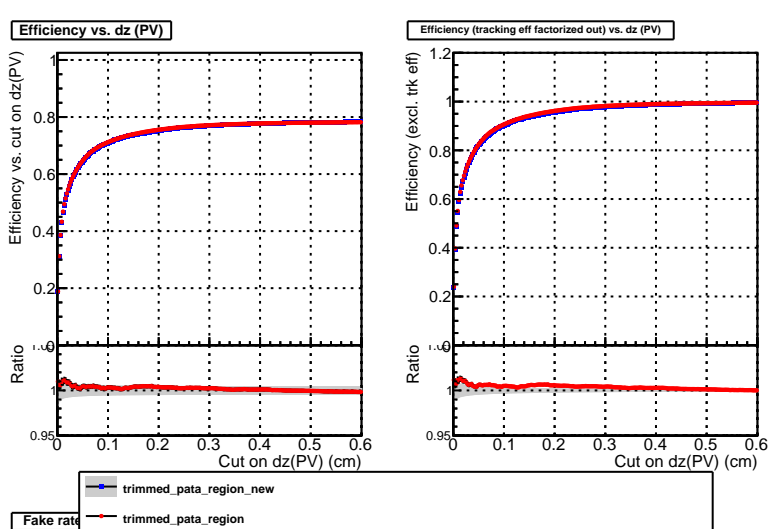 Efficiency vs. dz (PV)
Efficiency vs. cut on dz(PV)
1
0.8
0.6
0.4
0.2
0
Ratio
1
0.95
0 0.1 0.2 0.3 0.4 0.5 0.6
Cut on dz(PV) (cm)
Efficiency (tracking eff factorized out) vs. dz (PV)
Efficiency (excl. trk eff)
1.2
1
0.8
0.6
0.4
0.2
0
Ratio
1
0.95
0 0.1 0.2 0.3 0.4 0.5 0.6
Cut on dz(PV) (cm)
trimmed_pata_region_new
trimmed_pata_region
Fake rate